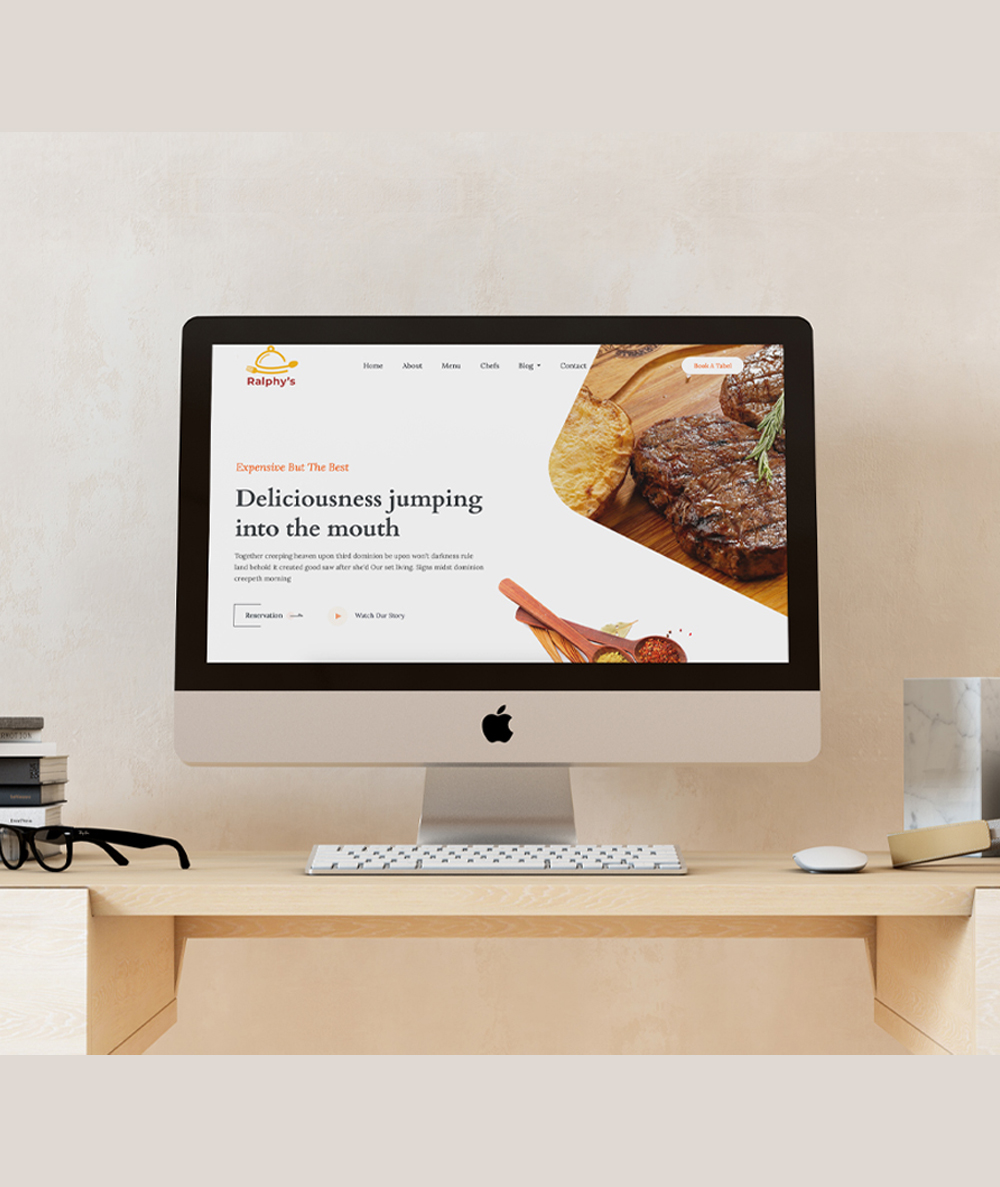 Ralphy's
Home About Menu Chefs Blog Contact
Book A Tabel
Expensive But The Best
Deliciousness jumping
into the mouth
Together creeping heaven upon third dominion be upon won't darkness rule
land behold it created good saw after she'd Our set living. Signs midst dominion
creepeth morning
Reservation
Watch Our Story